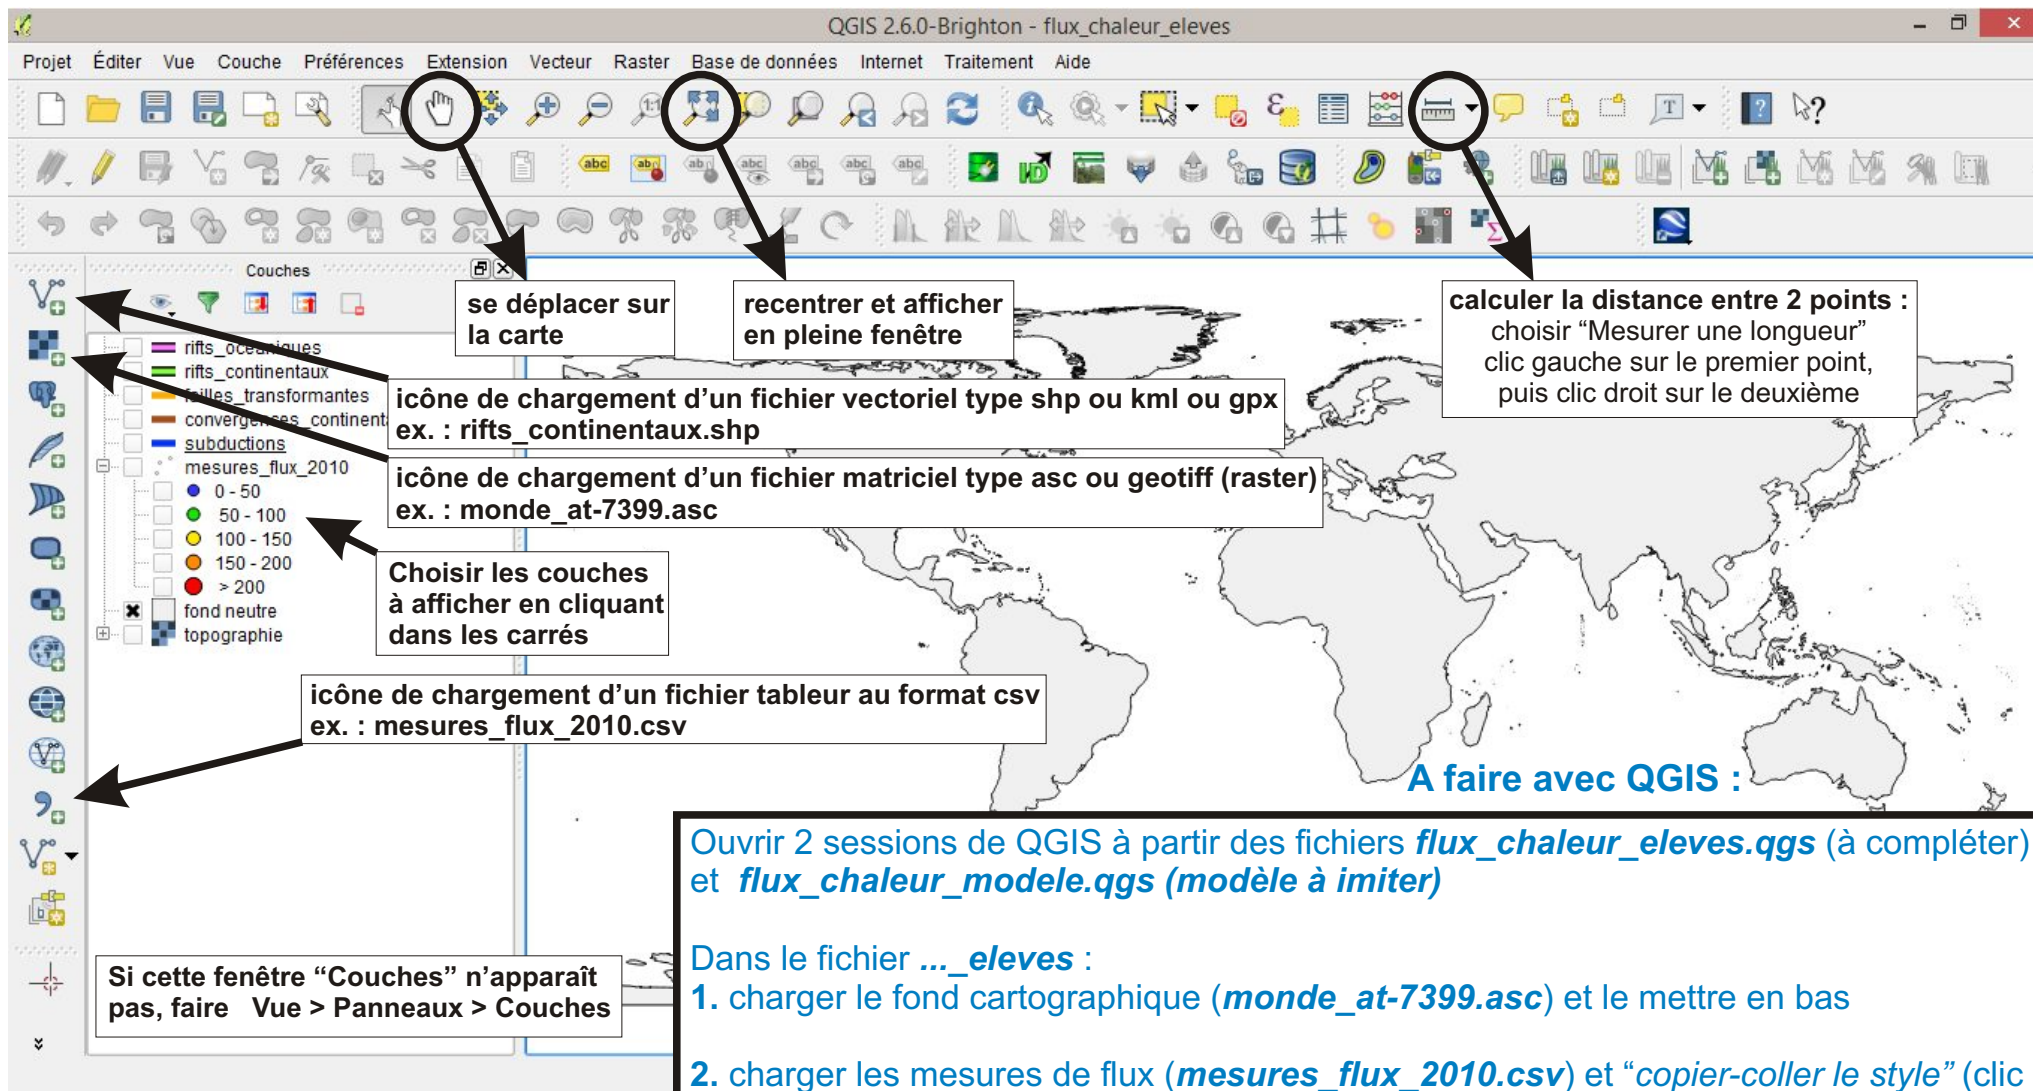 QGIS 2.6.0-Brighton - flux_chaleur_eleves
Projet Éditer Vue Couche Préférences Extension Vecteur Raster Base de données Internet Traitement Aide
Couches
se déplacer sur
la carte
recentrer et afficher
en pleine fenêtre
calculer la distance entre 2 points :
choisir “Mesurer une longueur”
clic gauche sur le premier point,
puis clic droit sur le deuxième
rifts_oceaniques
rifts_continentaux
failles_transformantes
convergences_continent
subductions
mesures_flux_2010
0 - 50
50 - 100
100 - 150
150 - 200
> 200
fond neutre
topographie
icône de chargement d’un fichier vectoriel type shp ou kml ou gpx
ex. : rifts_continentaux.shp
icône de chargement d’un fichier matriciel type asc ou geotiff (raster)
ex. : monde_at-7399.asc
Choisir les couches
à afficher en cliquant
dans les carrés
icône de chargement d’un fichier tableur au format csv
ex. : mesures_flux_2010.csv
Si cette fenêtre “Couches” n’apparaît
pas, faire Vue > Panneaux > Couches
A faire avec QGIS :
Ouvrir 2 sessions de QGIS à partir des fichiers flux_chaleur_eleves.qgs (à compléter)
et flux_chaleur_modele.qgs (modèle à imiter)
Dans le fichier ..._eleves :
1. charger le fond cartographique (monde_at-7399.asc) et le mettre en bas
2. charger les mesures de flux (mesures_flux_2010.csv) et “copier-coller le style” (clic